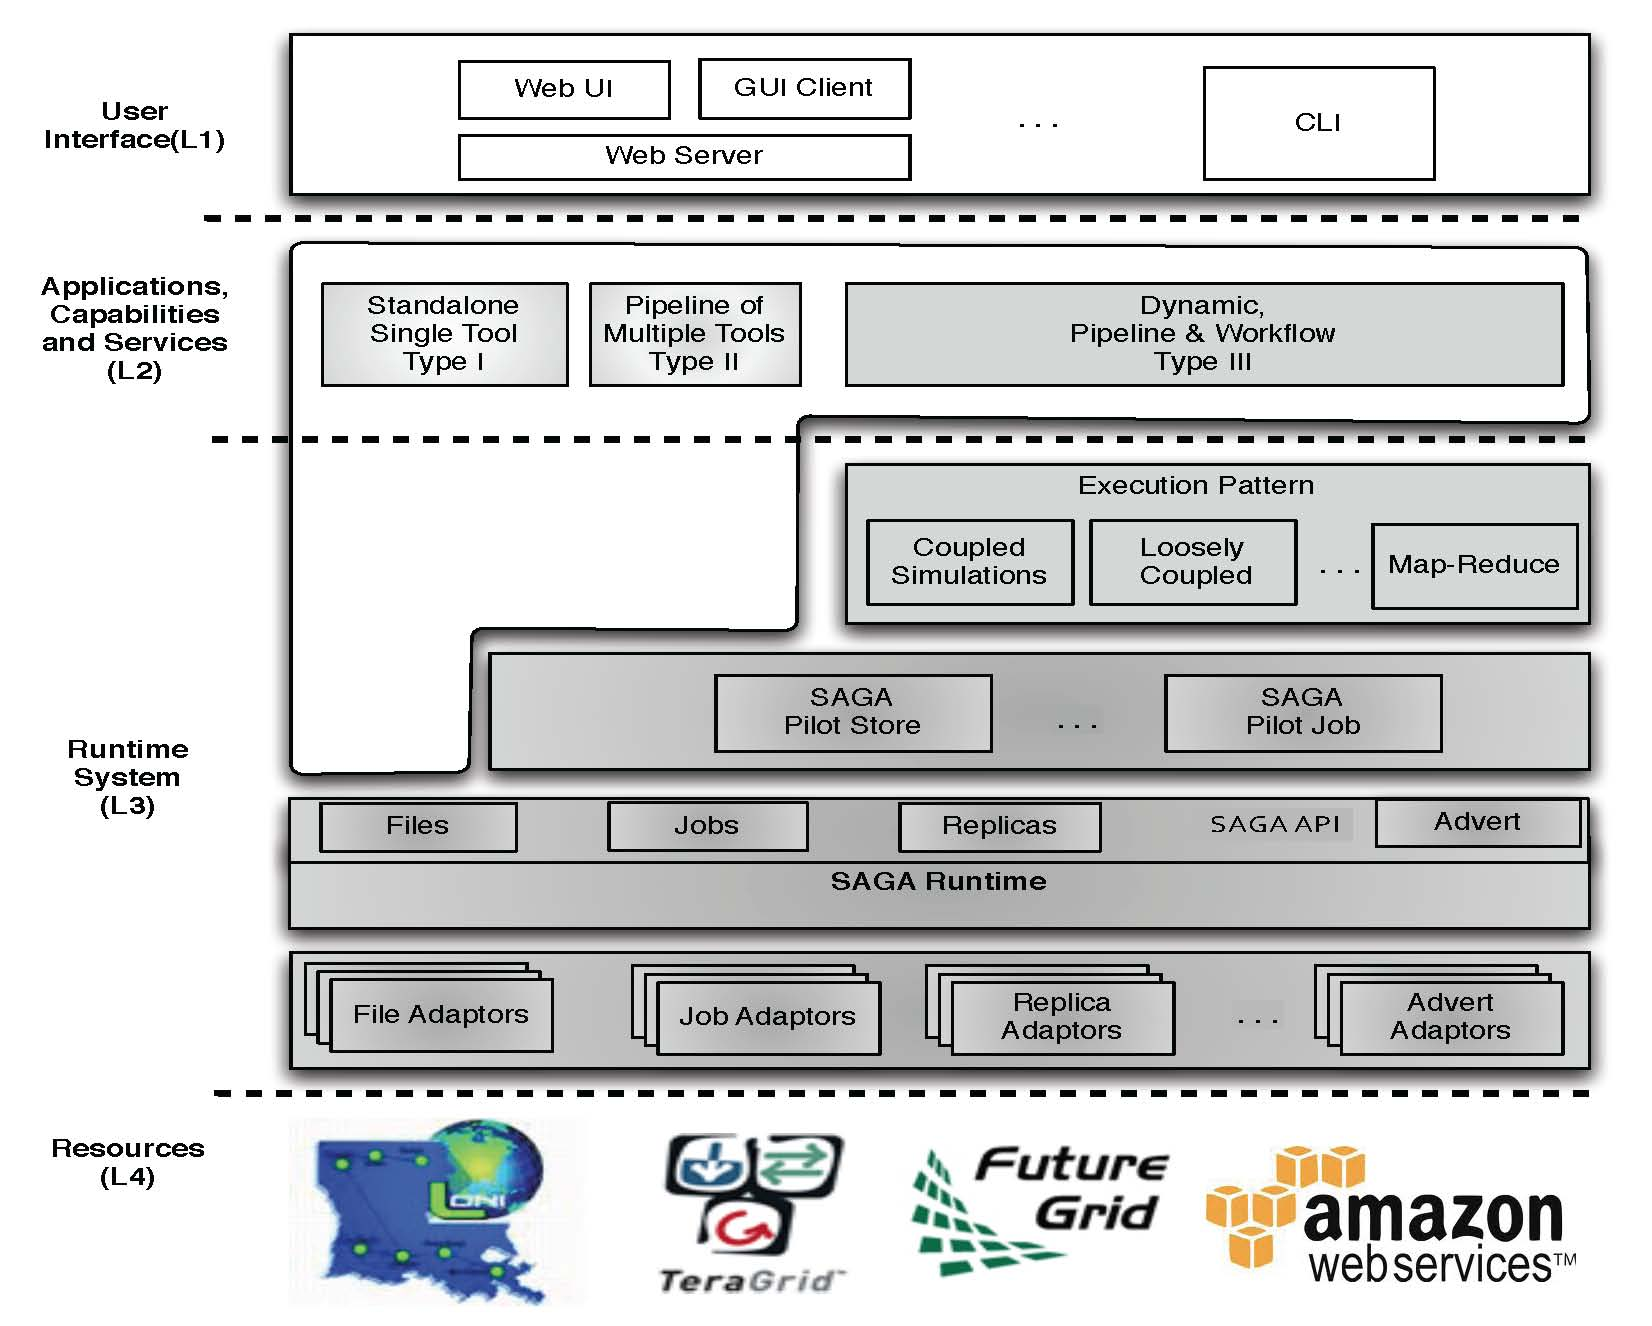 User
Interface(L1)
Web UI
GUI Client
Web Server
. . .
CLI
Applications,
Capabilities
and Services
(L2)
Standalone
Single Tool
Type I
Pipeline of
Multiple Tools
Type II
Dynamic,
Pipeline & Workflow
Type III
Execution Pattern
Coupled
Simulations
Loosely
Coupled
. . .
Map-Reduce
Runtime
System
(L3)
SAGA
Pilot Store
. . .
SAGA
Pilot Job
Files
Jobs
Replicas
SAGA API
Advert
SAGA Runtime
File Adaptors
Job Adaptors
Replica
Adaptors
. . .
Advert
Adaptors
Resources
(L4)
LONI
TeraGrid™
Future
Grid
amazon
webservices™